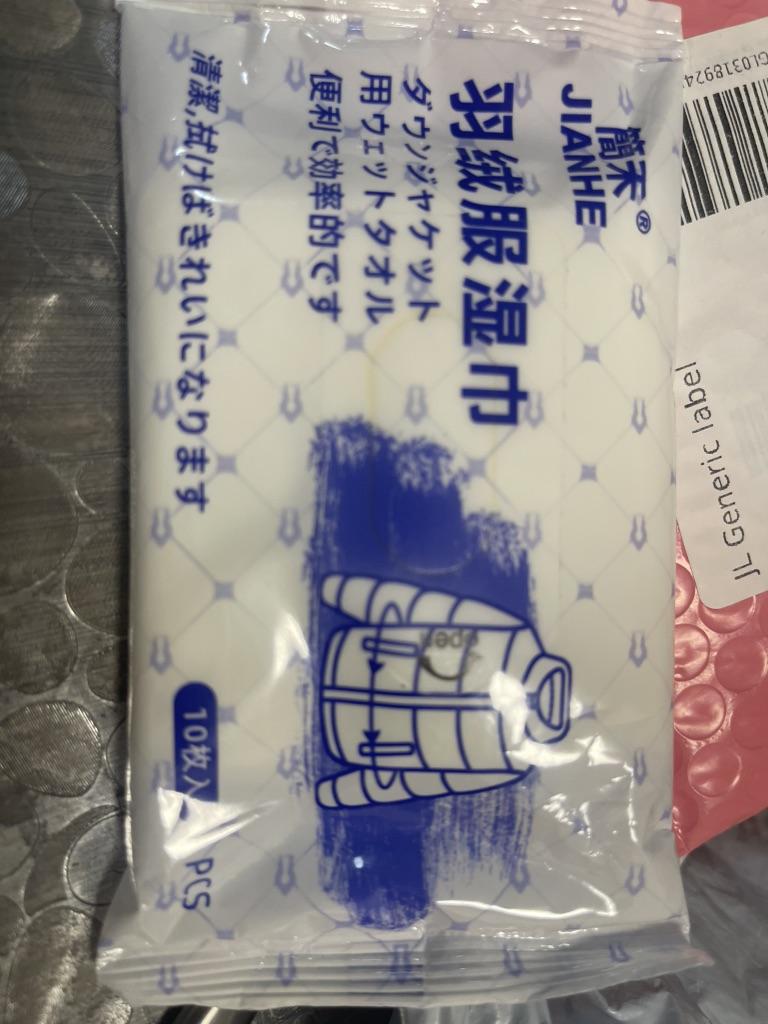 簡禾®
JIANHE
羽绒服湿巾
ダウンジャケット
用ウェットタオル
便利で効率的です
清潔,拭けばきれいになります
10枚入
PCS
open
JL Generic label